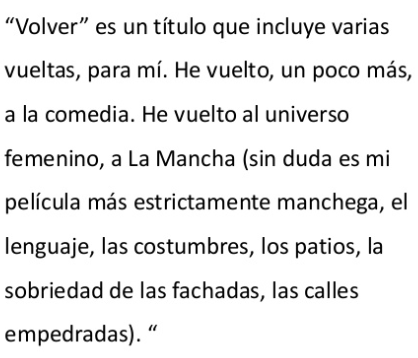 “Volver” es un título que incluye varias
vueltas, para mí. He vuelto, un poco más,
a la comedia. He vuelto al universo
femenino, a La Mancha (sin duda es mi
película más estrictamente manchega, el
lenguaje, las costumbres, los patios, la
sobriedad de las fachadas, las calles
empedradas). “